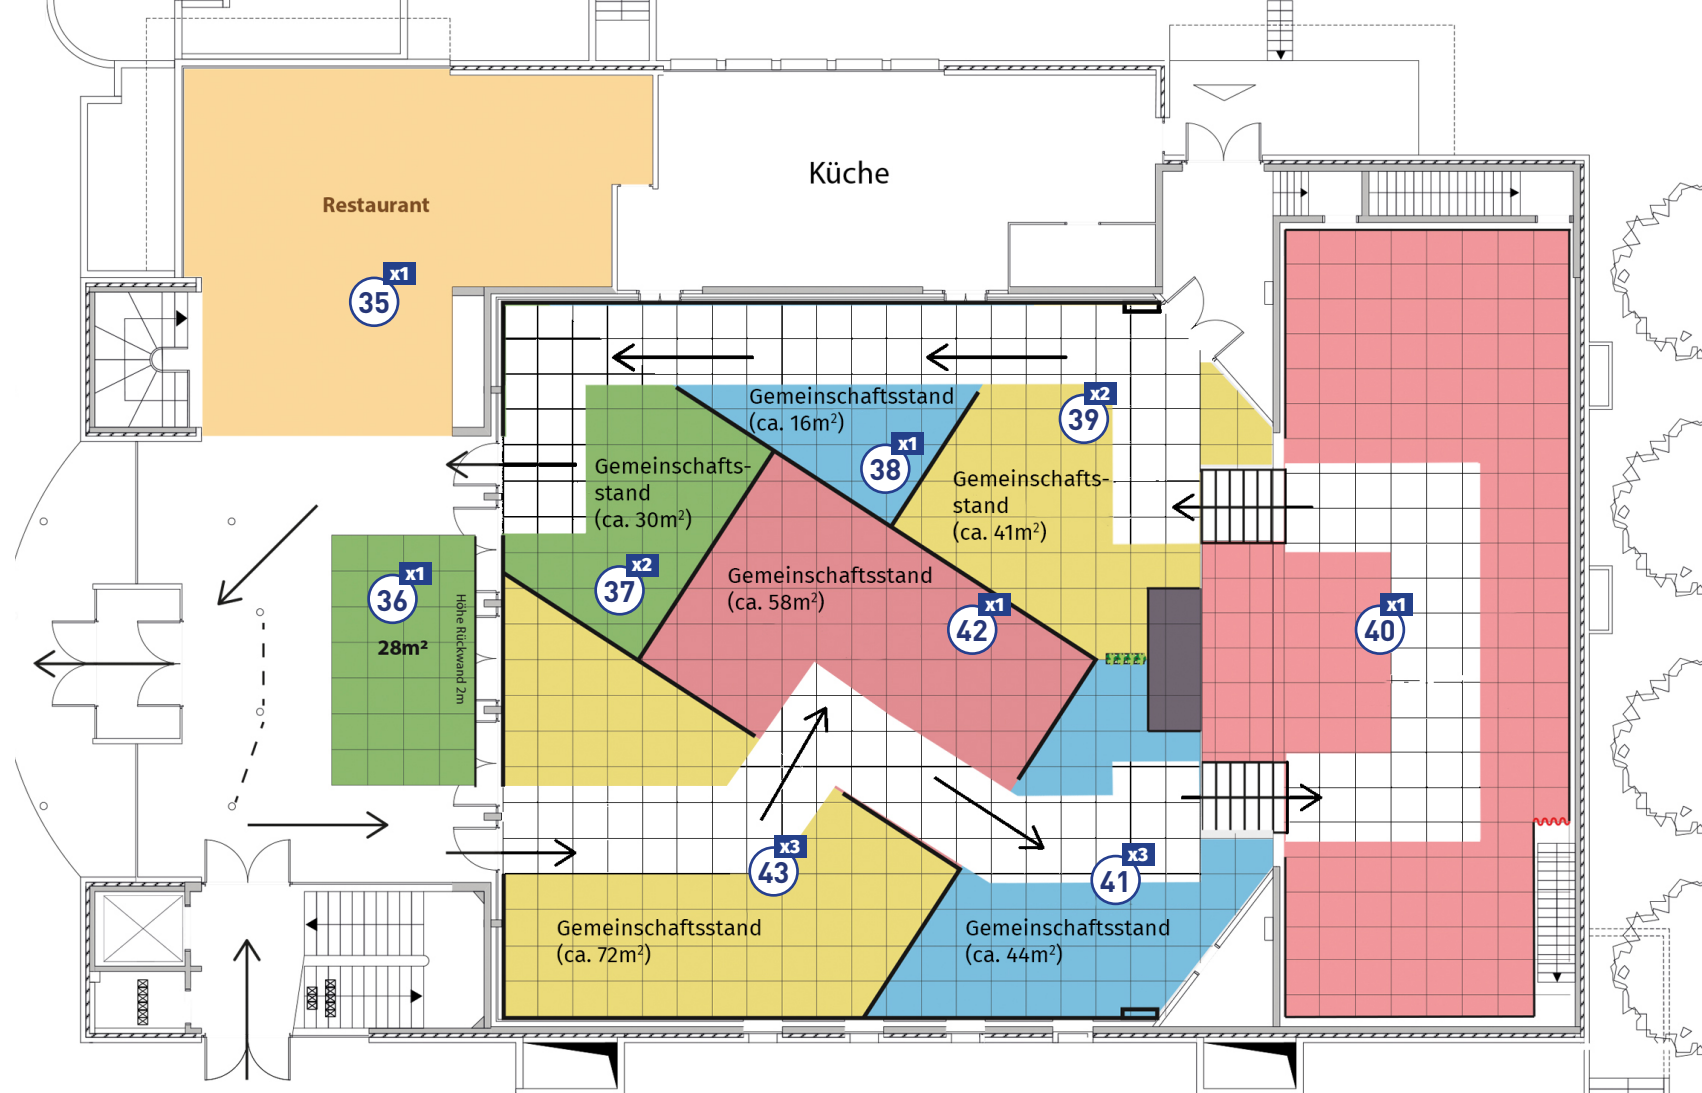 Küche
Restaurant
x1
35
Gemeinschaftsstand
(ca. 16m²)
x1
38
x2
39
Gemeinschafts-
stand
(ca. 30m²)
x2
37
Gemeinschafts-
stand
(ca. 41m²)
x1
36
28m²
Höhe Rückwand 2m
Gemeinschaftsstand
(ca. 58m²)
x1
42
x1
40
x3
43
Gemeinschaftsstand
(ca. 72m²)
x3
41
Gemeinschaftsstand
(ca. 44m²)